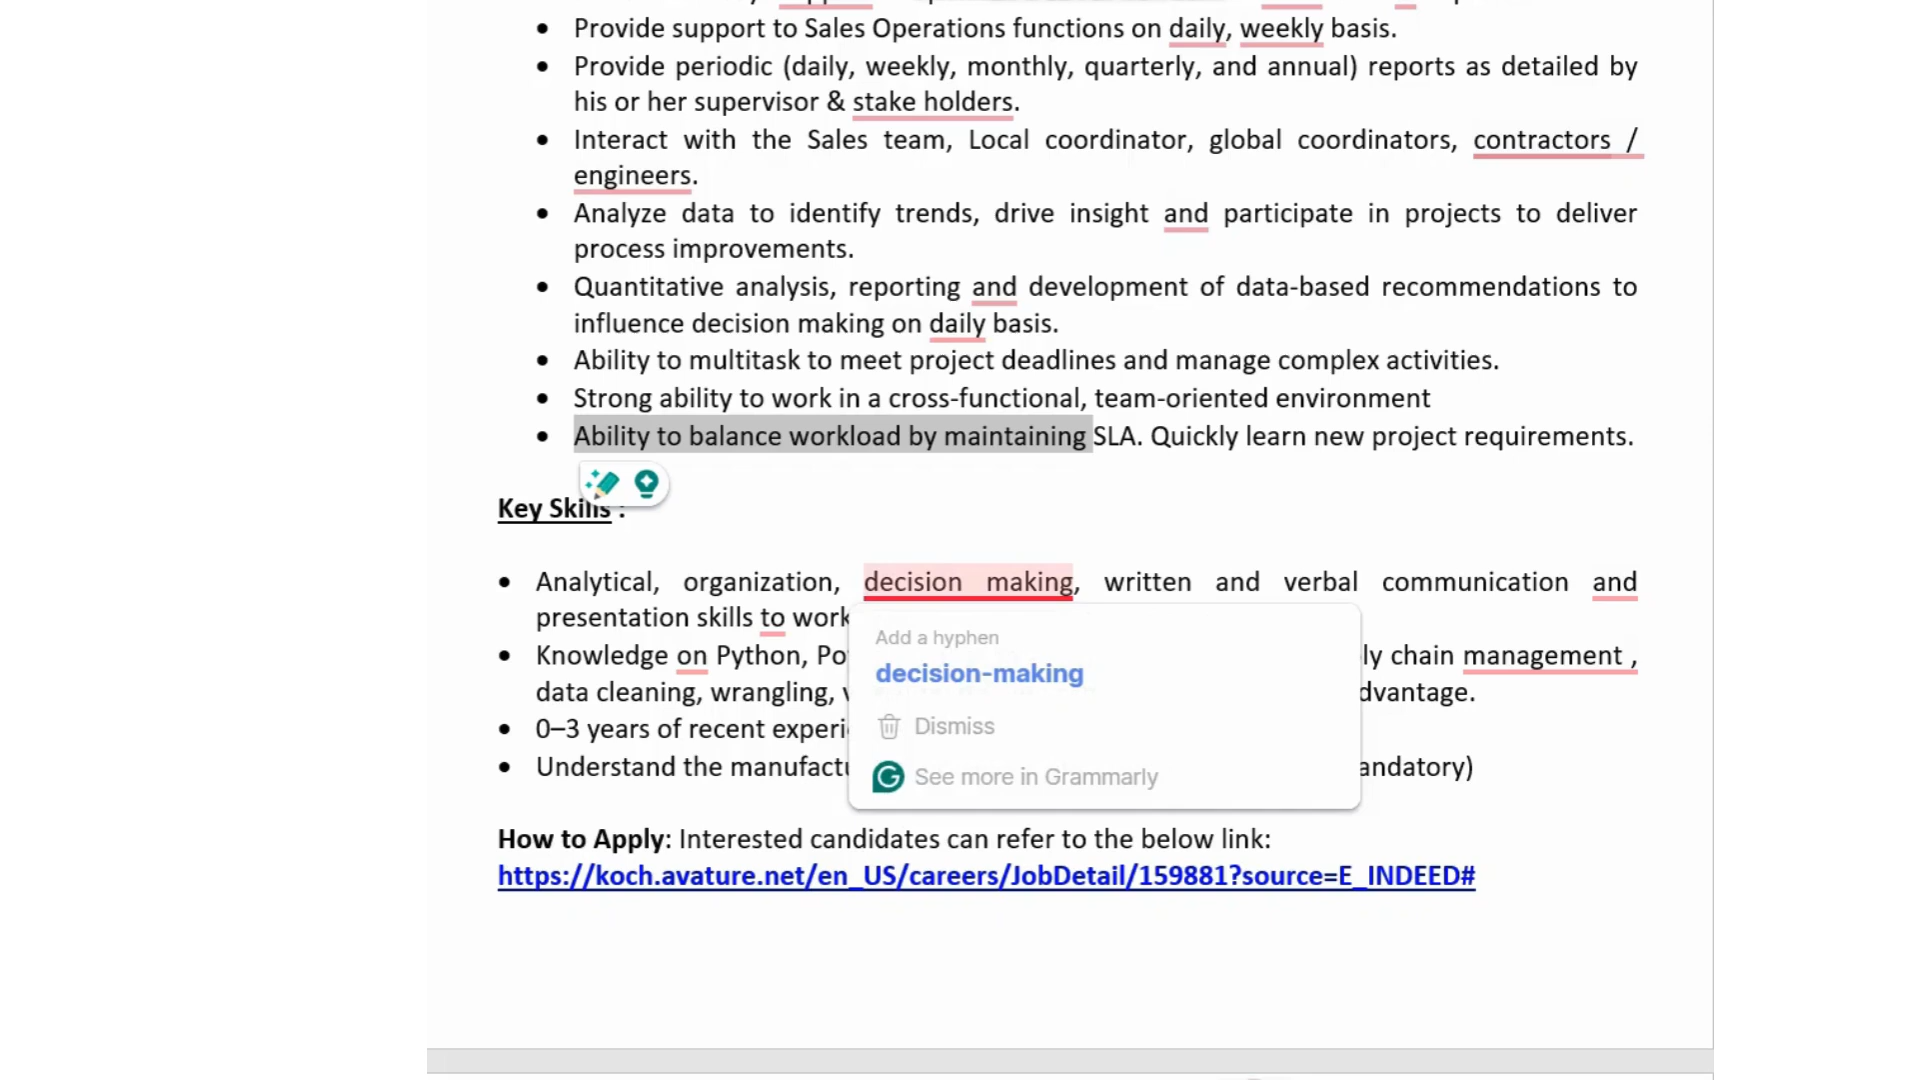 • Provide support to Sales Operations functions on daily, weekly basis.
• Provide periodic (daily, weekly, monthly, quarterly, and annual) reports as detailed by
his or her supervisor & stake holders.
• Interact with the Sales team, Local coordinator, global coordinators, contractors /
engineers.
• Analyze data to identify trends, drive insight and participate in projects to deliver
process improvements.
• Quantitative analysis, reporting and development of data-based recommendations to
influence decision making on daily basis.
• Ability to multitask to meet project deadlines and manage complex activities.
• Strong ability to work in a cross-functional, team-oriented environment
• Ability to balance workload by maintaining SLA. Quickly learn new project requirements.
Key Skills :
• Analytical, organization, decision making, written and verbal communication and
presentation skills to work
Add a hyphen
• Knowledge on Python, chain management ,
decision-making
data cleaning, wrangling,
Dismiss
• 0–3 years of recent
• Understand the
See more in Grammarly
How to Apply: Interested candidates can refer to the below link:
https://koch.avature.net/en_US/careers/JobDetail/159881?source=E_INDEED#